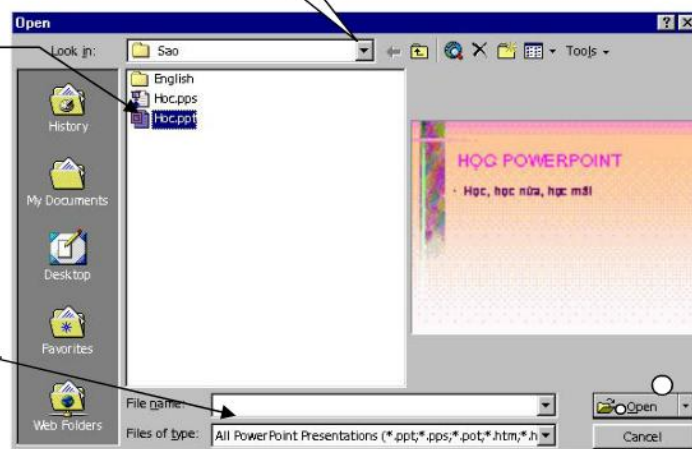 Open
Look in:
Sao
Tools
English
Hoc.pps
Hoc.ppt
History
My Documents
Desktop
Favorites
Web Folders
HỌC POWERPOINT
· Học, học nữa, học mãi
File name:
Open
Files of type:
All PowerPoint Presentations (*.ppt;*.pps;*.pot;*.htm;*.h
Cancel